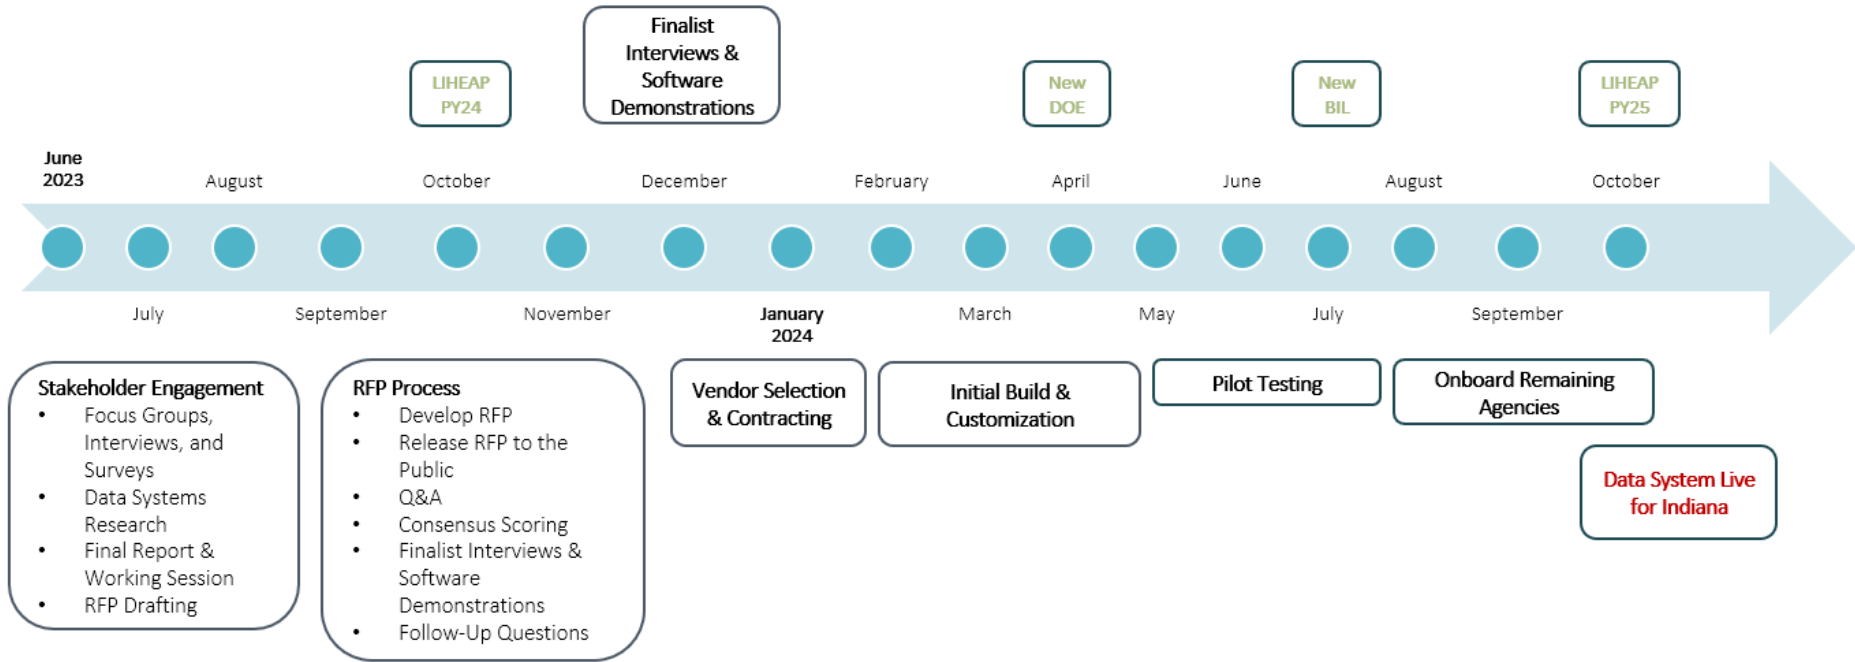 Finalist
Interviews &
Software
Demonstrations
LIHEAP
PY24
New
DOE
New
BIL
LIHEAP
PY25
June
2023
August
October
December
February
April
June
August
October
July
September
November
January
2024
March
May
July
September
Stakeholder Engagement
• Focus Groups,
Interviews, and
Surveys
• Data Systems
Research
• Final Report &
Working Session
• RFP Drafting
RFP Process
• Develop RFP
• Release RFP to the
Public
• Q&A
• Consensus Scoring
• Finalist Interviews &
Software
Demonstrations
• Follow-Up Questions
Vendor Selection
& Contracting
Initial Build &
Customization
Pilot Testing
Onboard Remaining
Agencies
Data System Live
for Indiana